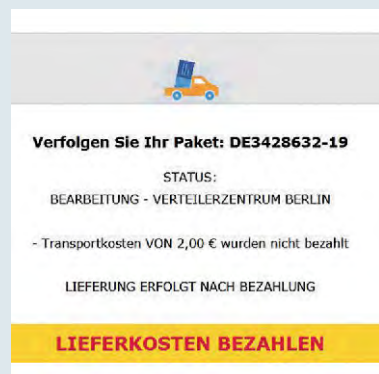 Verfolgen Sie Ihr Paket: DE3428632-19
STATUS:
BEARBEITUNG - VERTEILERZENTRUM BERLIN
- Transportkosten VON 2,00 € wurden nicht bezahlt
LIEFERUNG ERFOLGT NACH BEZAHLUNG
LIEFERKOSTEN BEZAHLEN